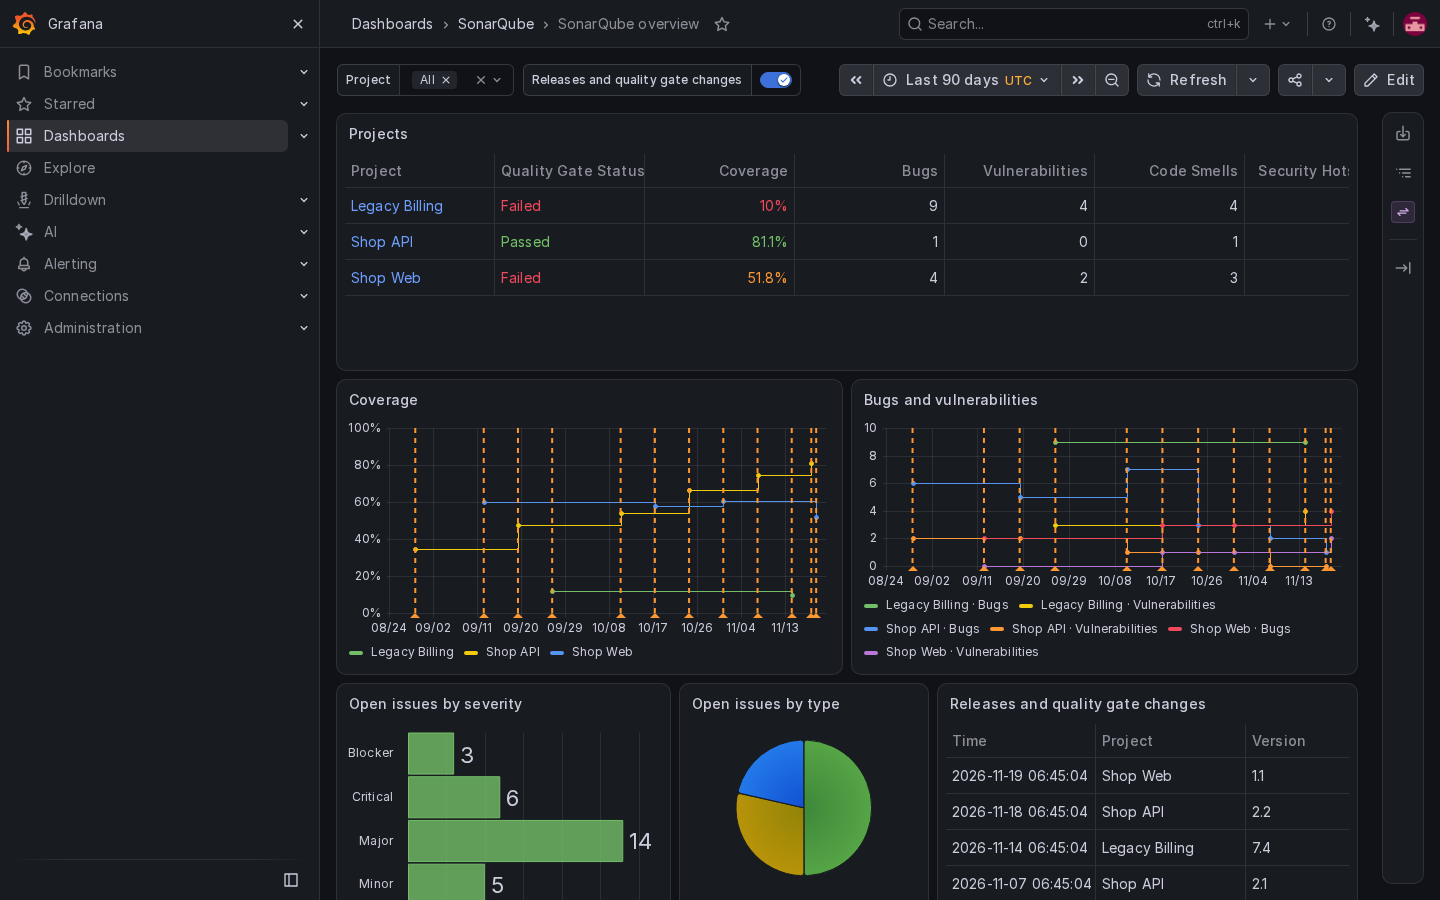 Grafana
Dashboards › SonarQube › SonarQube overview
Search... ctrl+k
Bookmarks
Starred
Dashboards
Explore
Drilldown
AI
Alerting
Connections
Administration
Project All
Releases and quality gate changes
Last 90 days UTC
Refresh
Edit
Projects
Project Quality Gate Status Coverage Bugs Vulnerabilities Code Smells Security Hot
Legacy Billing Failed 10% 9 4 4
Shop API Passed 81.1% 1 0 1
Shop Web Failed 51.8% 4 2 3
Coverage
100%
80%
60%
40%
20%
0%
08/24 09/02 09/11 09/20 09/29 10/08 10/17 10/26 11/04 11/13
Legacy Billing Shop API Shop Web
Bugs and vulnerabilities
10
8
6
4
2
0
08/24 09/02 09/11 09/20 09/29 10/08 10/17 10/26 11/04 11/13
Legacy Billing · Bugs Legacy Billing · Vulnerabilities
Shop API · Bugs Shop API · Vulnerabilities Shop Web · Bugs
Shop Web · Vulnerabilities
Open issues by severity
Blocker 3
Critical 6
Major 14
Minor 5
Open issues by type
Releases and quality gate changes
Time Project Version
2026-11-19 06:45:04 Shop Web 1.1
2026-11-18 06:45:04 Shop API 2.2
2026-11-14 06:45:04 Legacy Billing 7.4
2026-11-07 06:45:04 Shop API 2.1